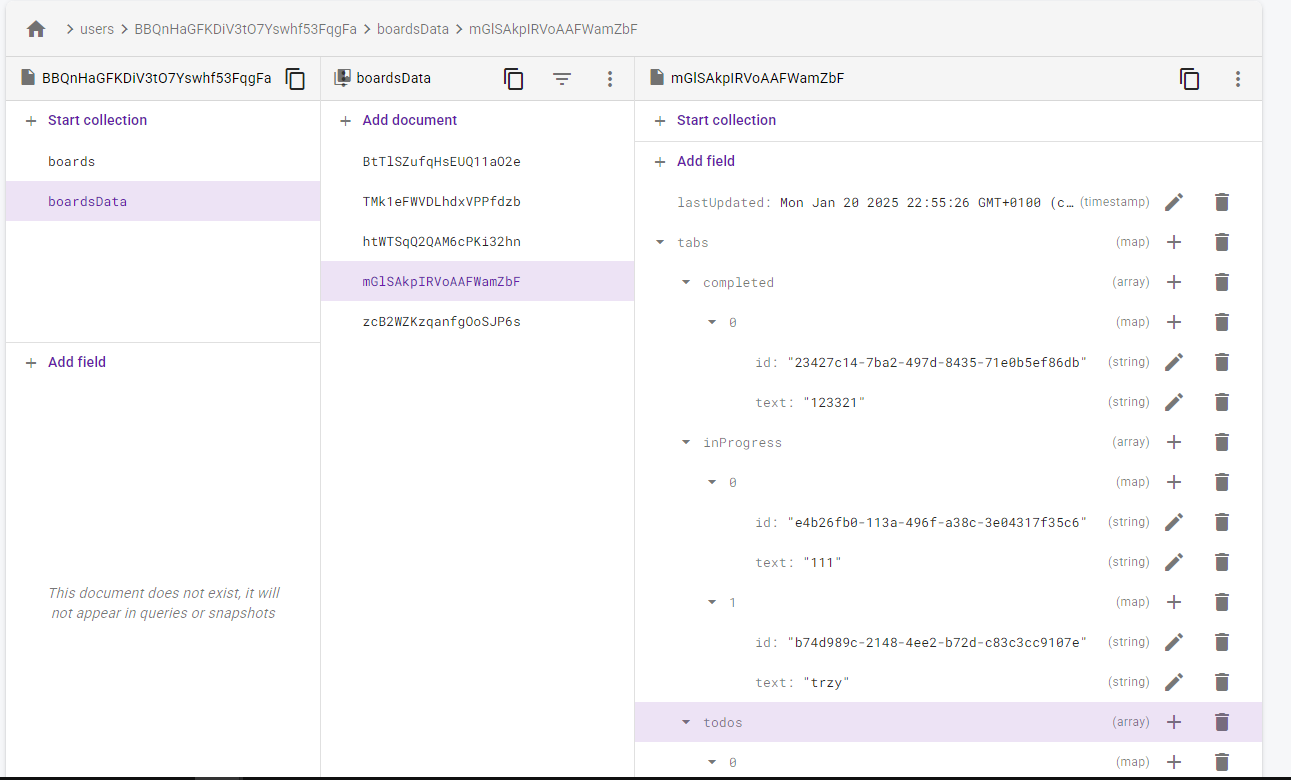 users BBQnHaGFKDiV3tO7Yswhf53FqgFa boardsData mGlSAkpIRVoAAFWamZbF
BBQnHaGFKDiV3tO7Yswhf53FqgFa
Start collection
boards
boardsData
Add field
This document does not exist, it will
not appear in queries or snapshots
boardsData
Add document
BtTlSZufqHsEUQ11aO2e
TMk1eFWVDLhdxVPPfdzb
htWTSqQ2QAM6cPKi32hn
mGlSAkpIRVoAAFWamZbF
zcB2WZKzqanfgOoSJP6s
mGlSAkpIRVoAAFWamZbF
Start collection
Add field
lastUpdated: Mon Jan 20 2025 22:55:26 GMT+0100 (c… (timestamp)
tabs (map)
completed (array)
0 (map)
id: "23427c14-7ba2-497d-8435-71e0b5ef86db" (string)
text: "123321" (string)
inProgress (array)
0 (map)
id: "e4b26fb0-113a-496f-a38c-3e04317f35c6" (string)
text: "111" (string)
1 (map)
id: "b74d989c-2148-4ee2-b72d-c83c3cc9107e" (string)
text: "trzy" (string)
todos (array)
0 (map)